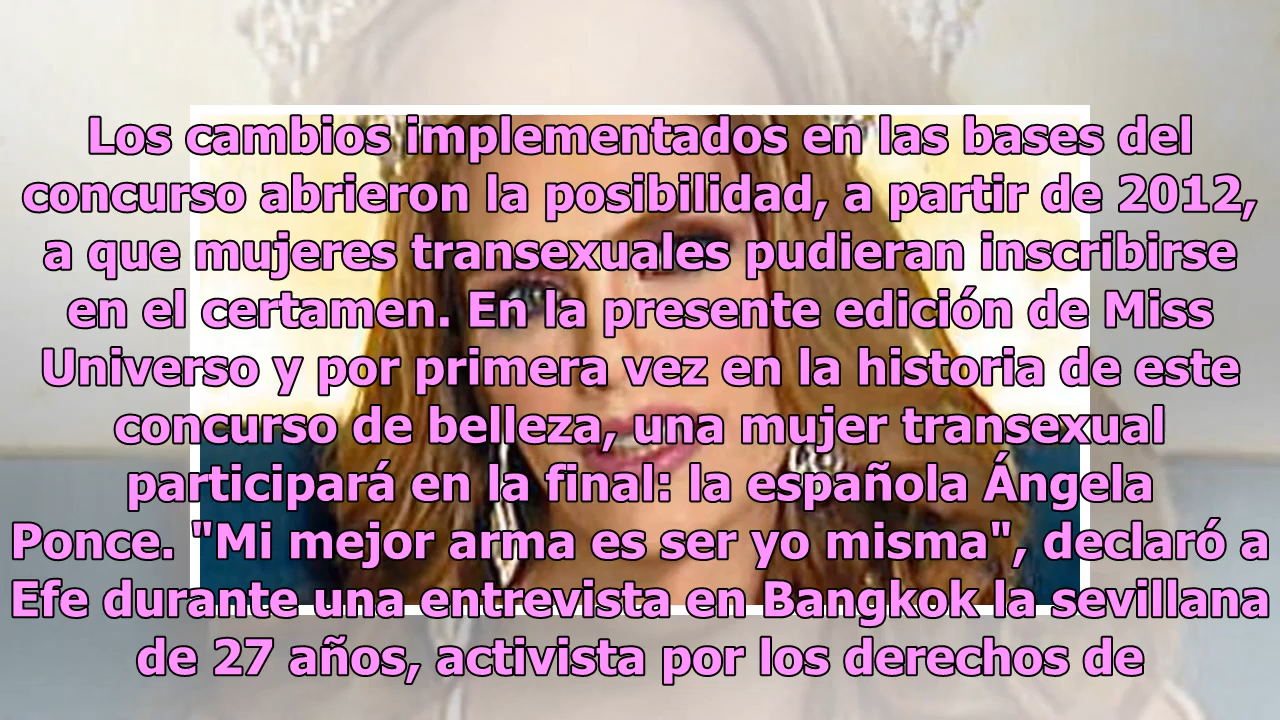 Los cambios implementados en las bases del
concurso abrieron la posibilidad, a partir de 2012,
a que mujeres transexuales pudieran inscribirse
en el certamen. En la presente edición de Miss
Universo y por primera vez en la historia de este
concurso de belleza, una mujer transexual
participará en la final: la española Ángela
Ponce. "Mi mejor arma es ser yo misma", declaró a
Efe durante una entrevista en Bangkok la sevillana
de 27 años, activista por los derechos de